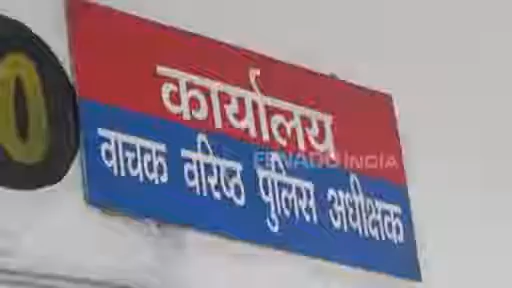 कार्यालय
वाचक वरिष्ठ पुलिस अधीक्षक